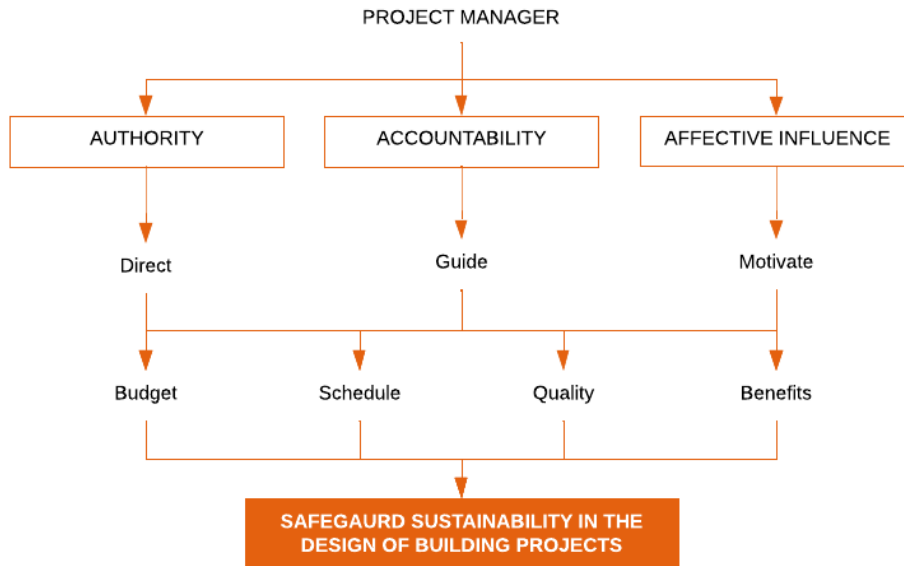 PROJECT MANAGER
AUTHORITY
ACCOUNTABILITY
AFFECTIVE INFLUENCE
Direct
Guide
Motivate
Budget
Schedule
Quality
Benefits
SAFEGAURD SUSTAINABILITY IN THE
DESIGN OF BUILDING PROJECTS